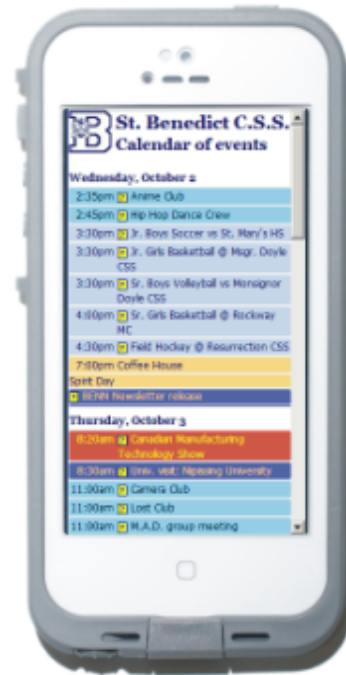 St. Benedict C.S.S.
Calendar of events
Wednesday, October 2
2:35pm Anime Club
2:45pm Hip Hop Dance Crew
3:30pm Jr. Boys Soccer vs St. Mary's HS
3:30pm Jr. Girls Basketball @ Msgr. Doyle
CSS
3:30pm Sr. Boys Volleyball vs Monsignor
Doyle CSS
4:00pm Sr. Girls Basketball @ Rockway
MC
4:30pm Field Hockey @ Resurrection CSS
7:00pm Coffee House
Spirit Day
BENN Newsletter release
Thursday, October 3
8:20am Canadian Manufacturing
Technology Show
8:30am Univ. visit: Nipissing University
11:00am Camera Club
11:00am Lost Club
11:00am M.A.D. group meeting